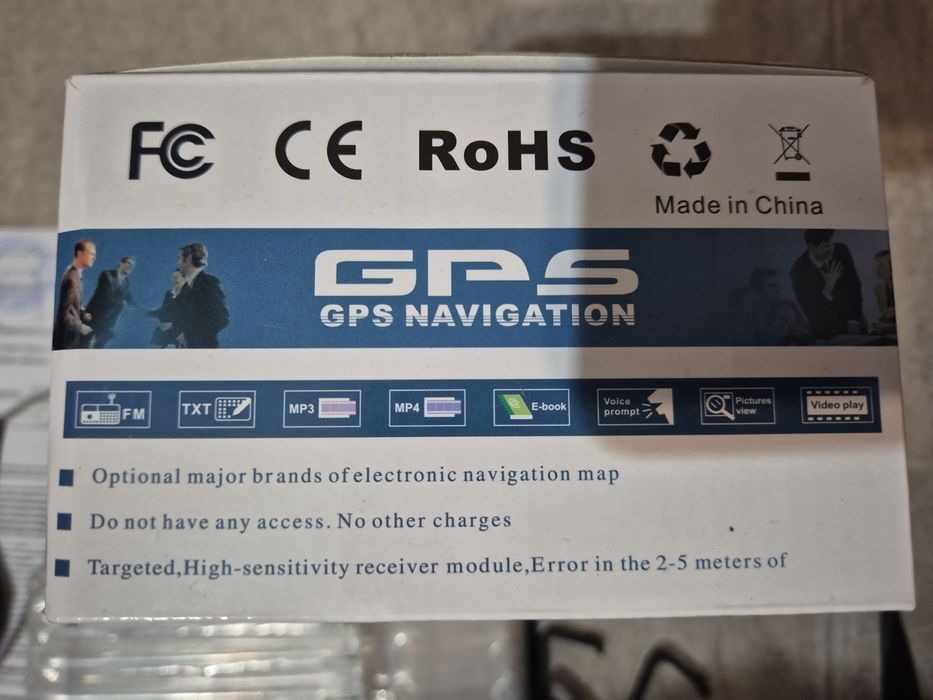 FC CE RoHS
Made in China
GPS
GPS NAVIGATION
FM TXT MP3 MP4 E-book Voice prompt Pictures view Video play
Optional major brands of electronic navigation map
Do not have any access. No other charges
Targeted,High-sensitivity receiver module,Error in the 2-5 meters of